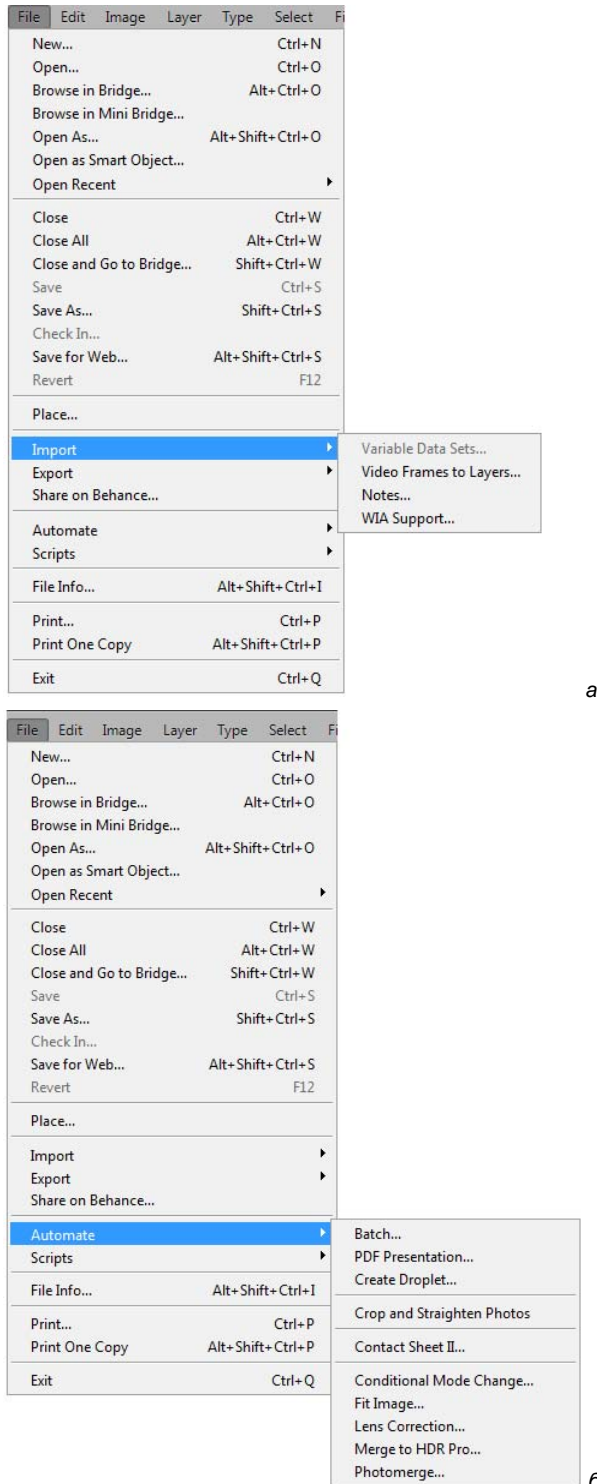 File Edit Image Layer Type Select Fi
New... Ctrl+N
Open... Ctrl+O
Browse in Bridge... Alt+Ctrl+O
Browse in Mini Bridge...
Open As... Alt+Shift+Ctrl+O
Open as Smart Object...
Open Recent
Close Ctrl+W
Close All Alt+Ctrl+W
Close and Go to Bridge... Shift+Ctrl+W
Save Ctrl+S
Save As... Shift+Ctrl+S
Check In...
Save for Web... Alt+Shift+Ctrl+S
Revert F12
Place...
Import
Export
Share on Behance...
Automate
Scripts
File Info... Alt+Shift+Ctrl+I
Print... Ctrl+P
Print One Copy Alt+Shift+Ctrl+P
Exit Ctrl+Q
Variable Data Sets...
Video Frames to Layers...
Notes...
WIA Support...
а
File Edit Image Layer Type Select Fi
New... Ctrl+N
Open... Ctrl+O
Browse in Bridge... Alt+Ctrl+O
Browse in Mini Bridge...
Open As... Alt+Shift+Ctrl+O
Open as Smart Object...
Open Recent
Close Ctrl+W
Close All Alt+Ctrl+W
Close and Go to Bridge... Shift+Ctrl+W
Save Ctrl+S
Save As... Shift+Ctrl+S
Check In...
Save for Web... Alt+Shift+Ctrl+S
Revert F12
Place...
Import
Export
Share on Behance...
Automate
Scripts
File Info... Alt+Shift+Ctrl+I
Print... Ctrl+P
Print One Copy Alt+Shift+Ctrl+P
Exit Ctrl+Q
Batch...
PDF Presentation...
Create Droplet...
Crop and Straighten Photos
Contact Sheet II...
Conditional Mode Change...
Fit Image...
Lens Correction...
Merge to HDR Pro...
Photomerge...
б